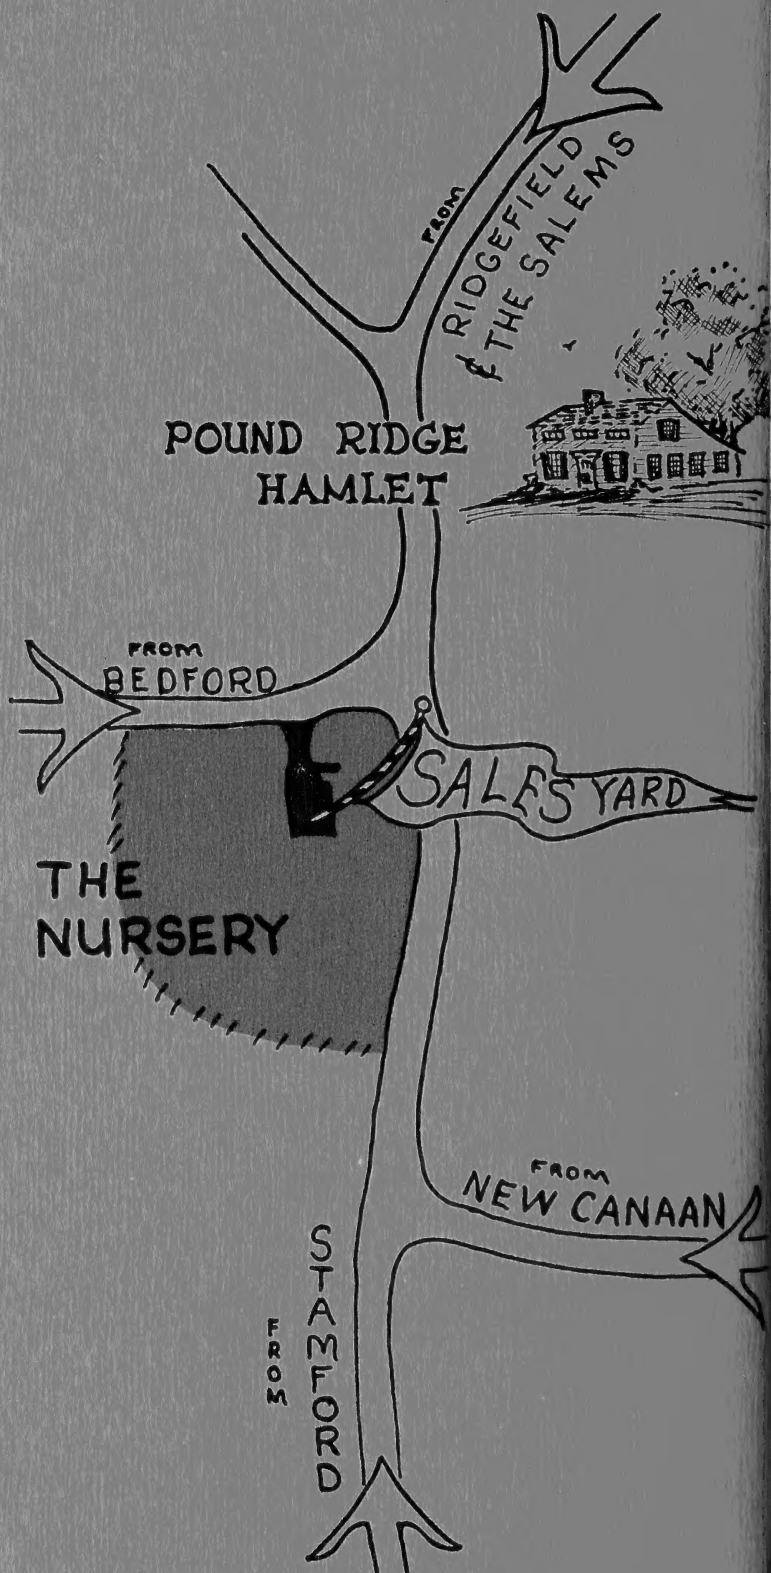 FROM
RIDGEFIELD
& THE SALEMS
POUND RIDGE
HAMLET
FROM
BEDFORD
SALES YARD
THE
NURSERY
FROM
NEW CANAAN
FROM
STAMFORD